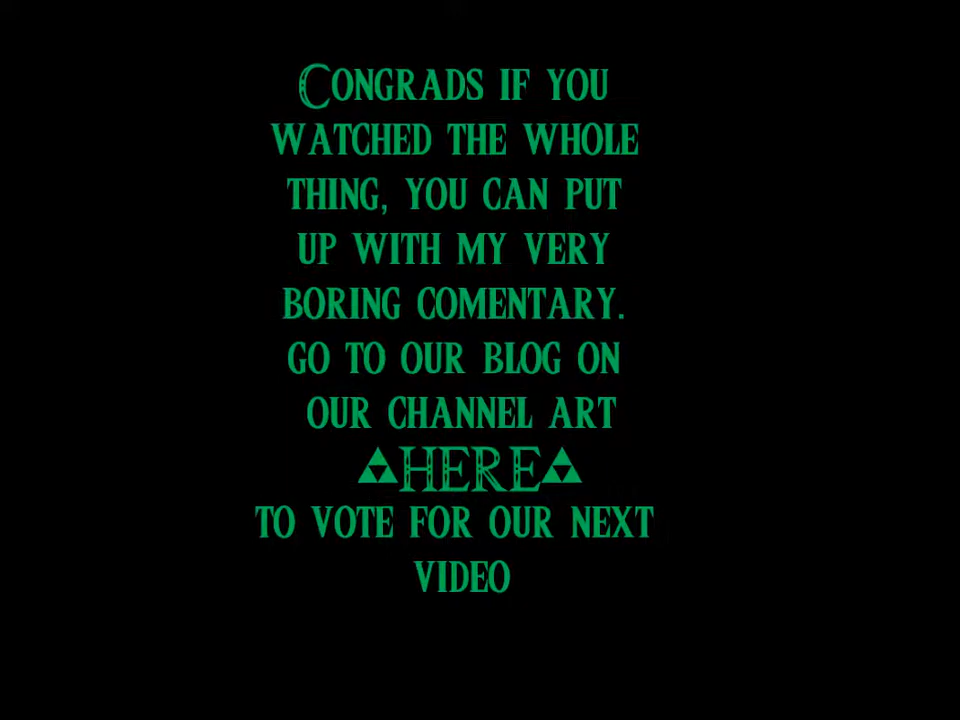 Congrads if you
watched the whole
thing, you can put
up with my very
boring comentary.
go to our blog on
our channel art
HERE
to vote for our next
video